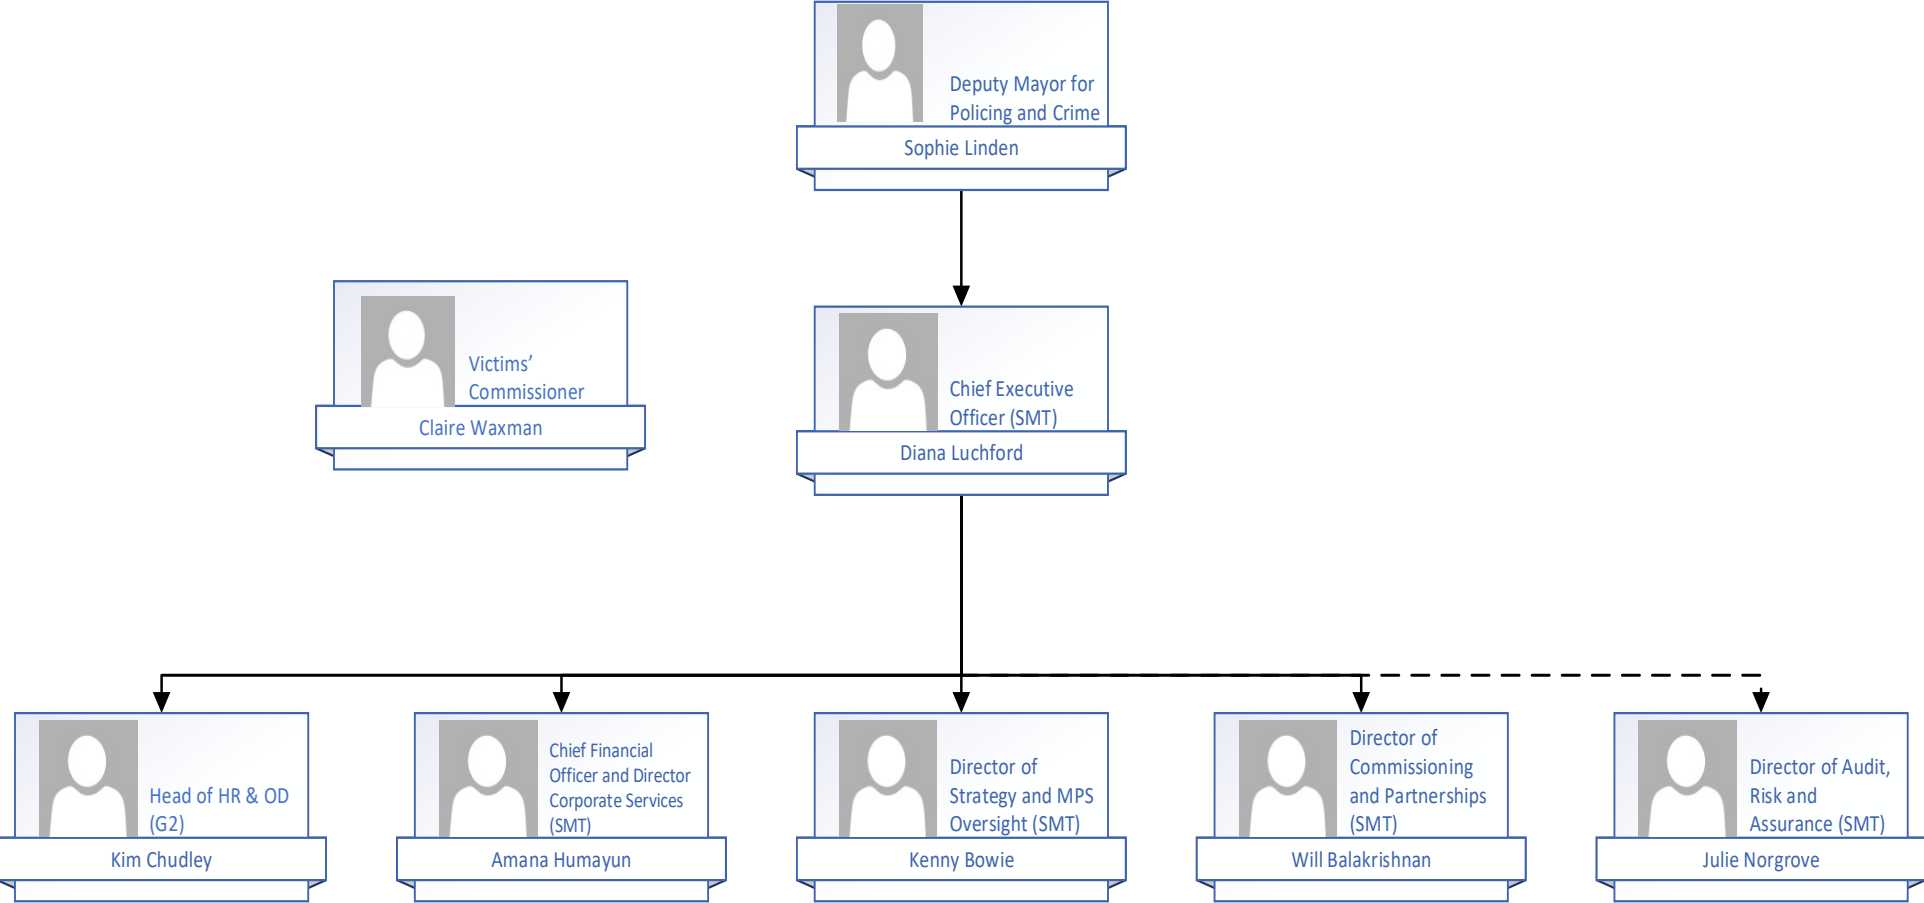 Deputy Mayor for
Policing and Crime
Sophie Linden
Victims’
Commissioner
Claire Waxman
Chief Executive
Officer (SMT)
Diana Luchford
Head of HR & OD
(G2)
Kim Chudley
Chief Financial
Officer and Director
Corporate Services
(SMT)
Amana Humayun
Director of
Strategy and MPS
Oversight (SMT)
Kenny Bowie
Director of
Commissioning
and Partnerships
(SMT)
Will Balakrishnan
Director of Audit,
Risk and
Assurance (SMT)
Julie Norgrove